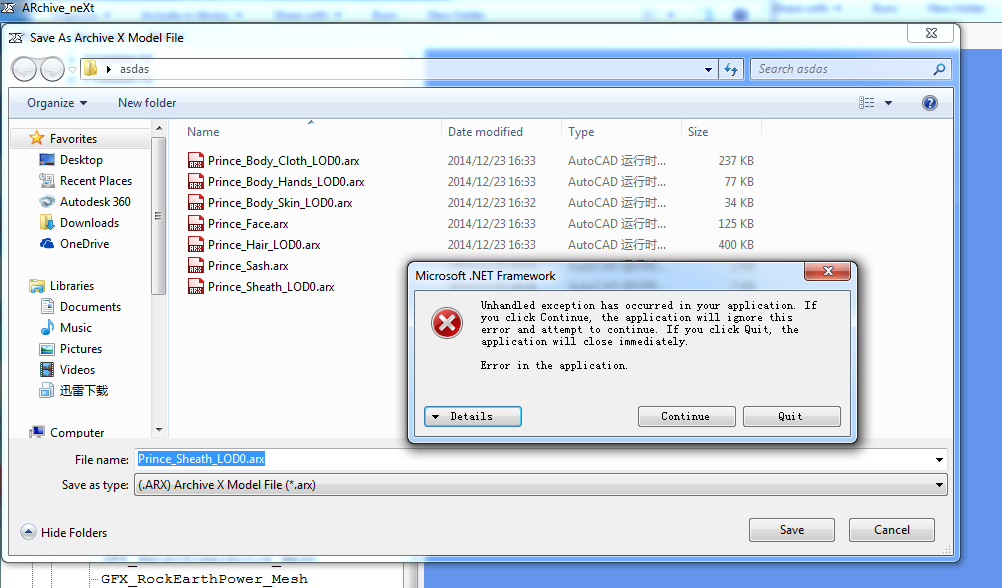 ARchive_neXt
Save As Archive X Model File
asdas
Search asdas
Organize
New folder
Name
Date modified
Type
Size
Favorites
Desktop
Recent Places
Autodesk 360
Downloads
OneDrive
Libraries
Documents
Music
Pictures
Videos
迅雷下载
Computer
Prince_Body_Cloth_LOD0.arx 2014/12/23 16:33 AutoCAD 运行时... 237 KB
Prince_Body_Hands_LOD0.arx 2014/12/23 16:33 AutoCAD 运行时... 77 KB
Prince_Body_Skin_LOD0.arx 2014/12/23 16:32 AutoCAD 运行时... 34 KB
Prince_Face.arx 2014/12/23 16:33 AutoCAD 运行时... 125 KB
Prince_Hair_LOD0.arx 2014/12/23 16:33 AutoCAD 运行时... 400 KB
Prince_Sash.arx
Prince_Sheath_LOD0.arx
Microsoft .NET Framework
Unhandled exception has occurred in your application. If
you click Continue, the application will ignore this
error and attempt to continue. If you click Quit, the
application will close immediately.
Error in the application.
Details
Continue
Quit
File name: Prince_Sheath_LOD0.arx
Save as type: (.ARX) Archive X Model File (*.arx)
Hide Folders
Save
Cancel
GFX_RockEarthPower_Mesh